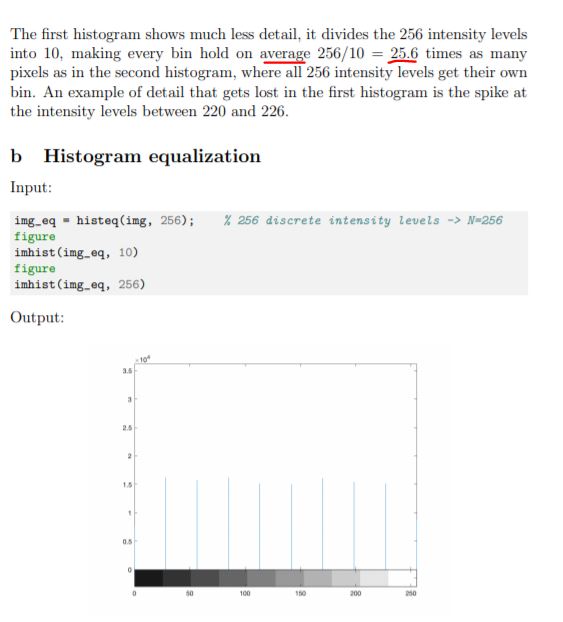 The first histogram shows much less detail, it divides the 256 intensity levels
into 10, making every bin hold on average 256/10 = 25.6 times as many
pixels as in the second histogram, where all 256 intensity levels get their own
bin. An example of detail that gets lost in the first histogram is the spike at
the intensity levels between 220 and 226.
b Histogram equalization
Input:
img_eq = histeq(img, 256); % 256 discrete intensity levels -> N=256
figure
imhist(img_eq, 10)
figure
imhist(img_eq, 256)
Output:
×10⁴
3.5
3
2.5
2
1.5
1
0.5
0
0 50 100 150 200 250